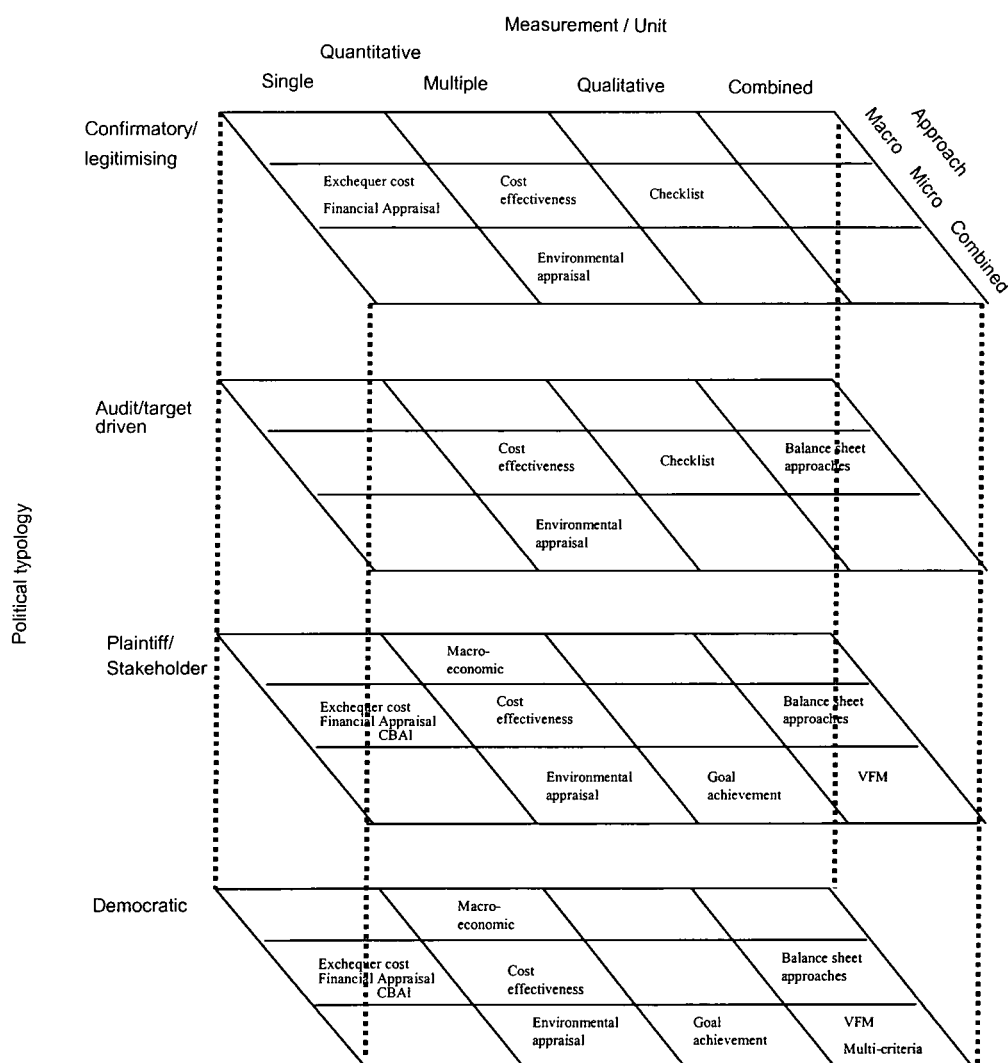 Measurement / Unit
Quantitative
Single Multiple Qualitative Combined
Approach
Macro Micro Combined
Political typology
Confirmatory/
legitimising
Exchequer cost
Financial Appraisal
Cost
effectiveness
Checklist
Environmental
appraisal
Audit/target
driven
Cost
effectiveness
Checklist
Balance sheet
approaches
Environmental
appraisal
Plaintiff/
Stakeholder
Macro-
economic
Exchequer cost
Financial Appraisal
CBAI
Cost
effectiveness
Balance sheet
approaches
Environmental
appraisal
Goal
achievement
VFM
Democratic
Macro-
economic
Exchequer cost
Financial Appraisal
CBAI
Cost
effectiveness
Balance sheet
approaches
Environmental
appraisal
Goal
achievement
VFM
Multi-criteria